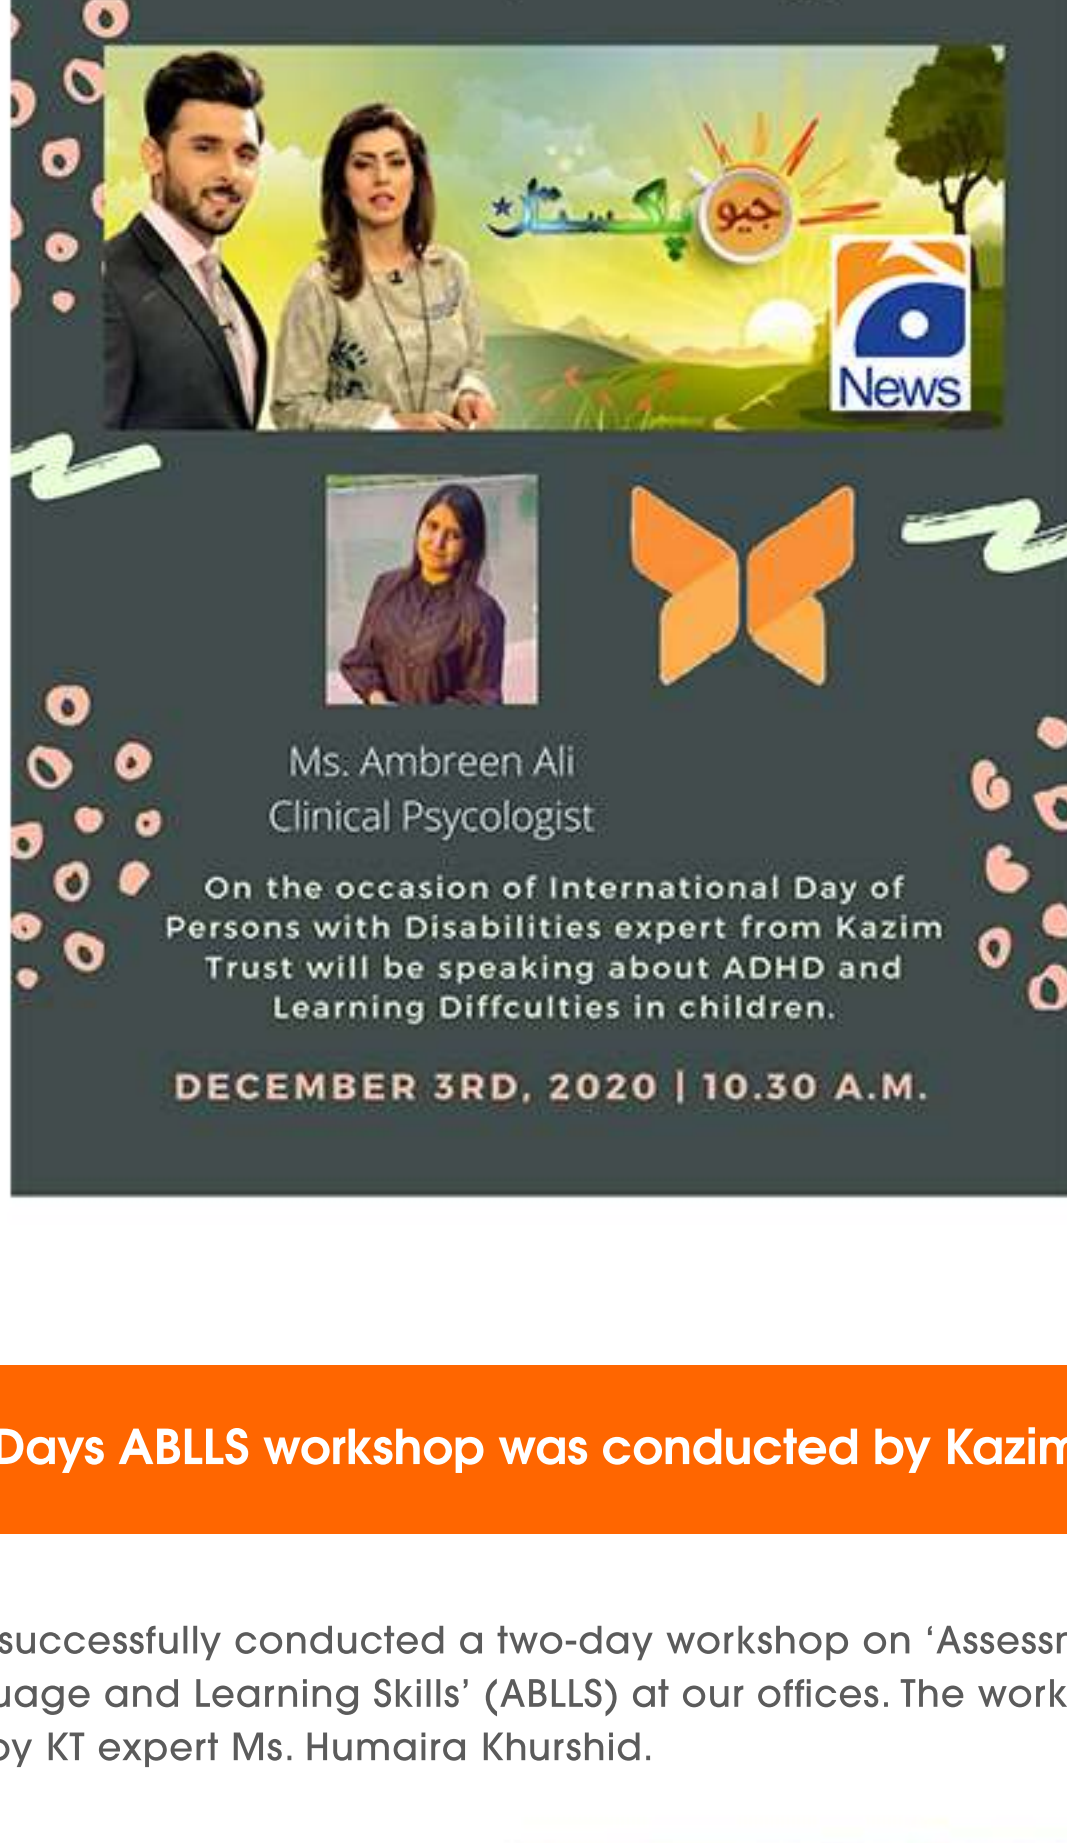 جیو پاکستان
News
Ms. Ambreen Ali
Clinical Psycologist
On the occasion of International Day of
Persons with Disabilities expert from Kazim
Trust will be speaking about ADHD and
Learning Diffculties in children.
DECEMBER 3RD, 2020 | 10.30 A.M.
Days ABLLS workshop was conducted by Kazim
successfully conducted a two-day workshop on ‘Assessm
uage and Learning Skills’ (ABLLS) at our offices. The work
by KT expert Ms. Humaira Khurshid.